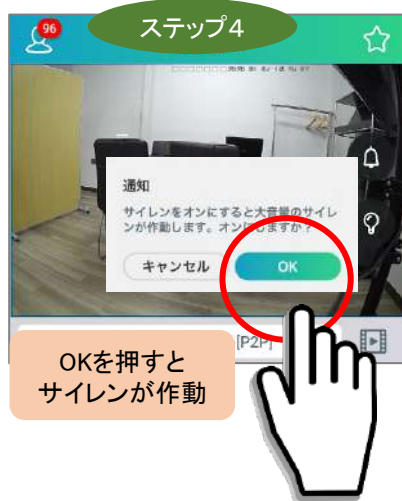 96
ステップ4
通知
サイレンをオンにすると大音量のサイレ
ンが作動します。オンにしますか？
キャンセル
OK
[P2P]
OKを押すと
サイレンが作動